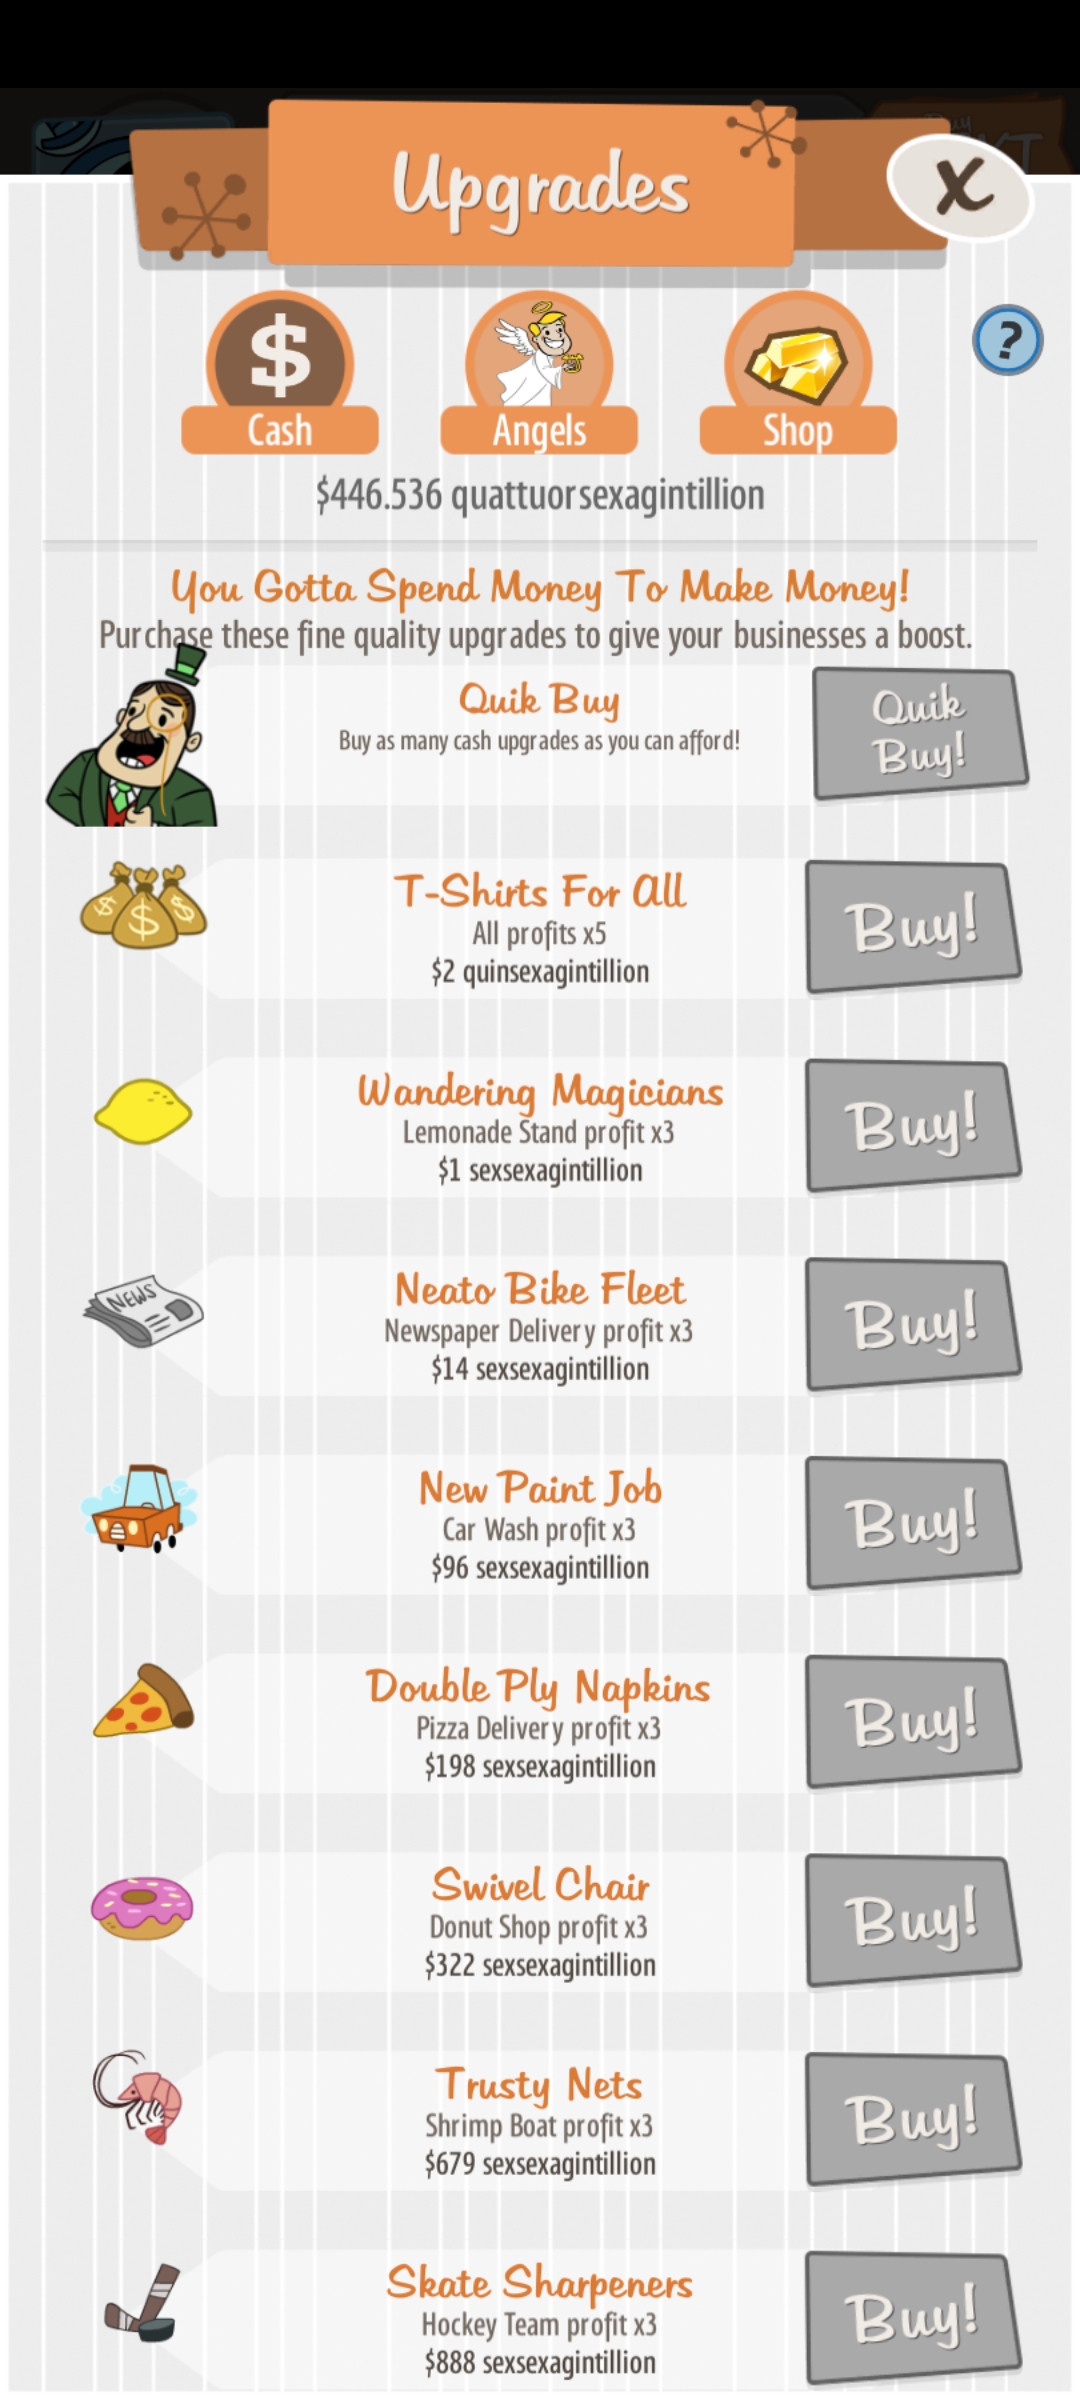 Upgrades
X
$
?
Cash
Angels
Shop
$446.536 quattuorsexagintillion
You Gotta Spend Money To Make Money!
Purchase these fine quality upgrades to give your businesses a boost.
Quik Buy
Buy as many cash upgrades as you can afford!
Quik
Buy!
T-Shirts For All
All profits x5
$2 quinsexagintillion
Buy!
Wandering Magicians
Lemonade Stand profit x3
$1 sexsexagintillion
Buy!
NEWS
Neato Bike Fleet
Newspaper Delivery profit x3
$14 sexsexagintillion
Buy!
New Paint Job
Car Wash profit x3
$96 sexsexagintillion
Buy!
Double Ply Napkins
Pizza Delivery profit x3
$198 sexsexagintillion
Buy!
Swivel Chair
Donut Shop profit x3
$322 sexsexagintillion
Buy!
Trusty Nets
Shrimp Boat profit x3
$679 sexsexagintillion
Buy!
Skate Sharpeners
Hockey Team profit x3
$888 sexsexagintillion
Buy!